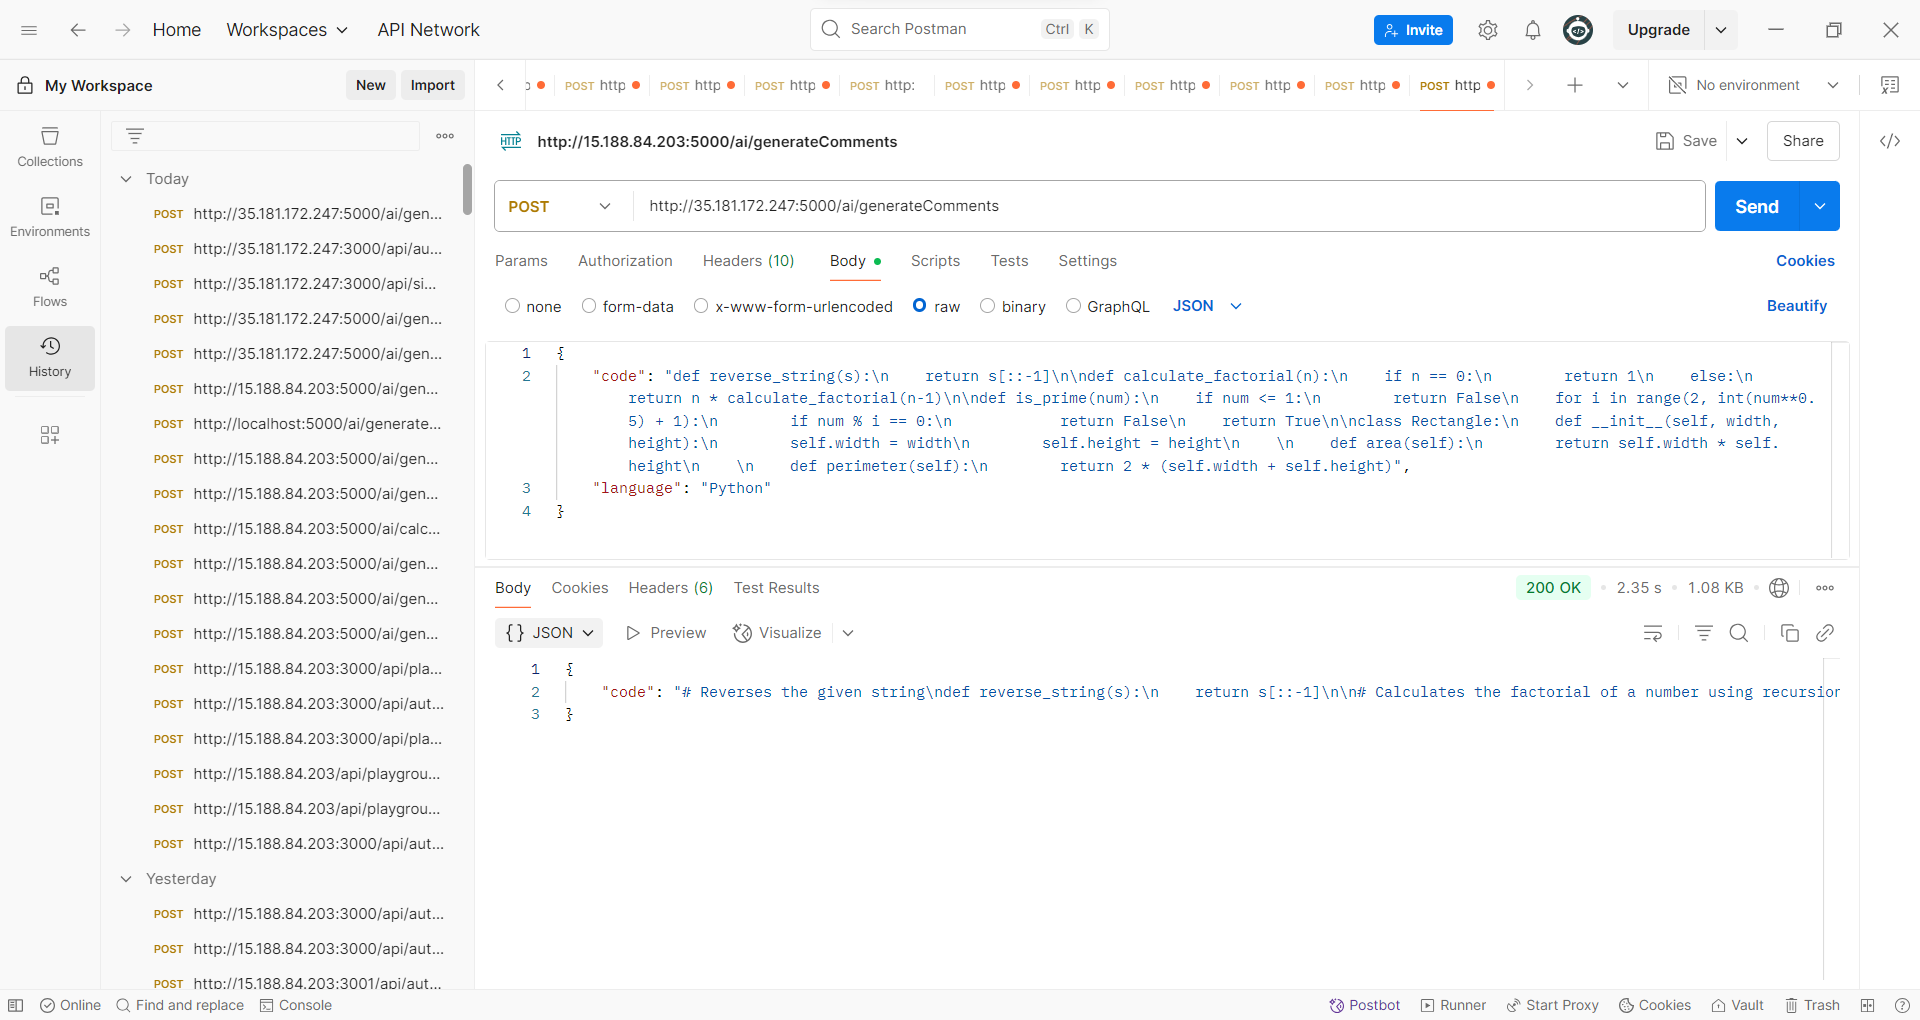 Home Workspaces API Network Search Postman Ctrl K Invite Upgrade
My Workspace New Import
POST http POST http POST http POST http: POST http POST http POST http POST http POST http POST http No environment
Collections
Environments
Flows
History
Today
POST http://35.181.172.247:5000/ai/gen...
POST http://35.181.172.247:3000/api/au...
POST http://35.181.172.247:3000/api/si...
POST http://35.181.172.247:5000/ai/gen...
POST http://35.181.172.247:5000/ai/gen...
POST http://15.188.84.203:5000/ai/gen...
POST http://localhost:5000/ai/generate...
POST http://15.188.84.203:5000/ai/gen...
POST http://15.188.84.203:5000/ai/gen...
POST http://15.188.84.203:5000/ai/calc...
POST http://15.188.84.203:5000/ai/gen...
POST http://15.188.84.203:5000/ai/gen...
POST http://15.188.84.203:5000/ai/gen...
POST http://15.188.84.203:3000/api/pla...
POST http://15.188.84.203:3000/api/aut...
POST http://15.188.84.203:3000/api/pla...
POST http://15.188.84.203/api/playgrou...
POST http://15.188.84.203/api/playgrou...
POST http://15.188.84.203:3000/api/aut...
Yesterday
POST http://15.188.84.203:3000/api/aut...
POST http://15.188.84.203:3000/api/aut...
POST http://15.188.84.203:3001/api/aut...
HTTP http://15.188.84.203:5000/ai/generateComments Save Share
POST http://35.181.172.247:5000/ai/generateComments Send
Params Authorization Headers (10) Body Scripts Tests Settings Cookies
none form-data x-www-form-urlencoded raw binary GraphQL JSON Beautify
1 {
2 "code": "def reverse_string(s):\n    return s[::-1]\n\ndef calculate_factorial(n):\n    if n == 0:\n        return 1\n    else:\n
return n * calculate_factorial(n-1)\n\ndef is_prime(num):\n    if num <= 1:\n        return False\n    for i in range(2, int(num**0.
5) + 1):\n        if num % i == 0:\n            return False\n    return True\n\nclass Rectangle:\n    def __init__(self, width,
height):\n        self.width = width\n        self.height = height\n    \n    def area(self):\n        return self.width * self.
height\n    \n    def perimeter(self):\n        return 2 * (self.width + self.height)",
3 "language": "Python"
4 }
Body Cookies Headers (6) Test Results 200 OK 2.35 s 1.08 KB
{} JSON Preview Visualize
1 {
2 "code": "# Reverses the given string\ndef reverse_string(s):\n    return s[::-1]\n\n# Calculates the factorial of a number using recursion
3 }
Online Find and replace Console Postbot Runner Start Proxy Cookies Vault Trash